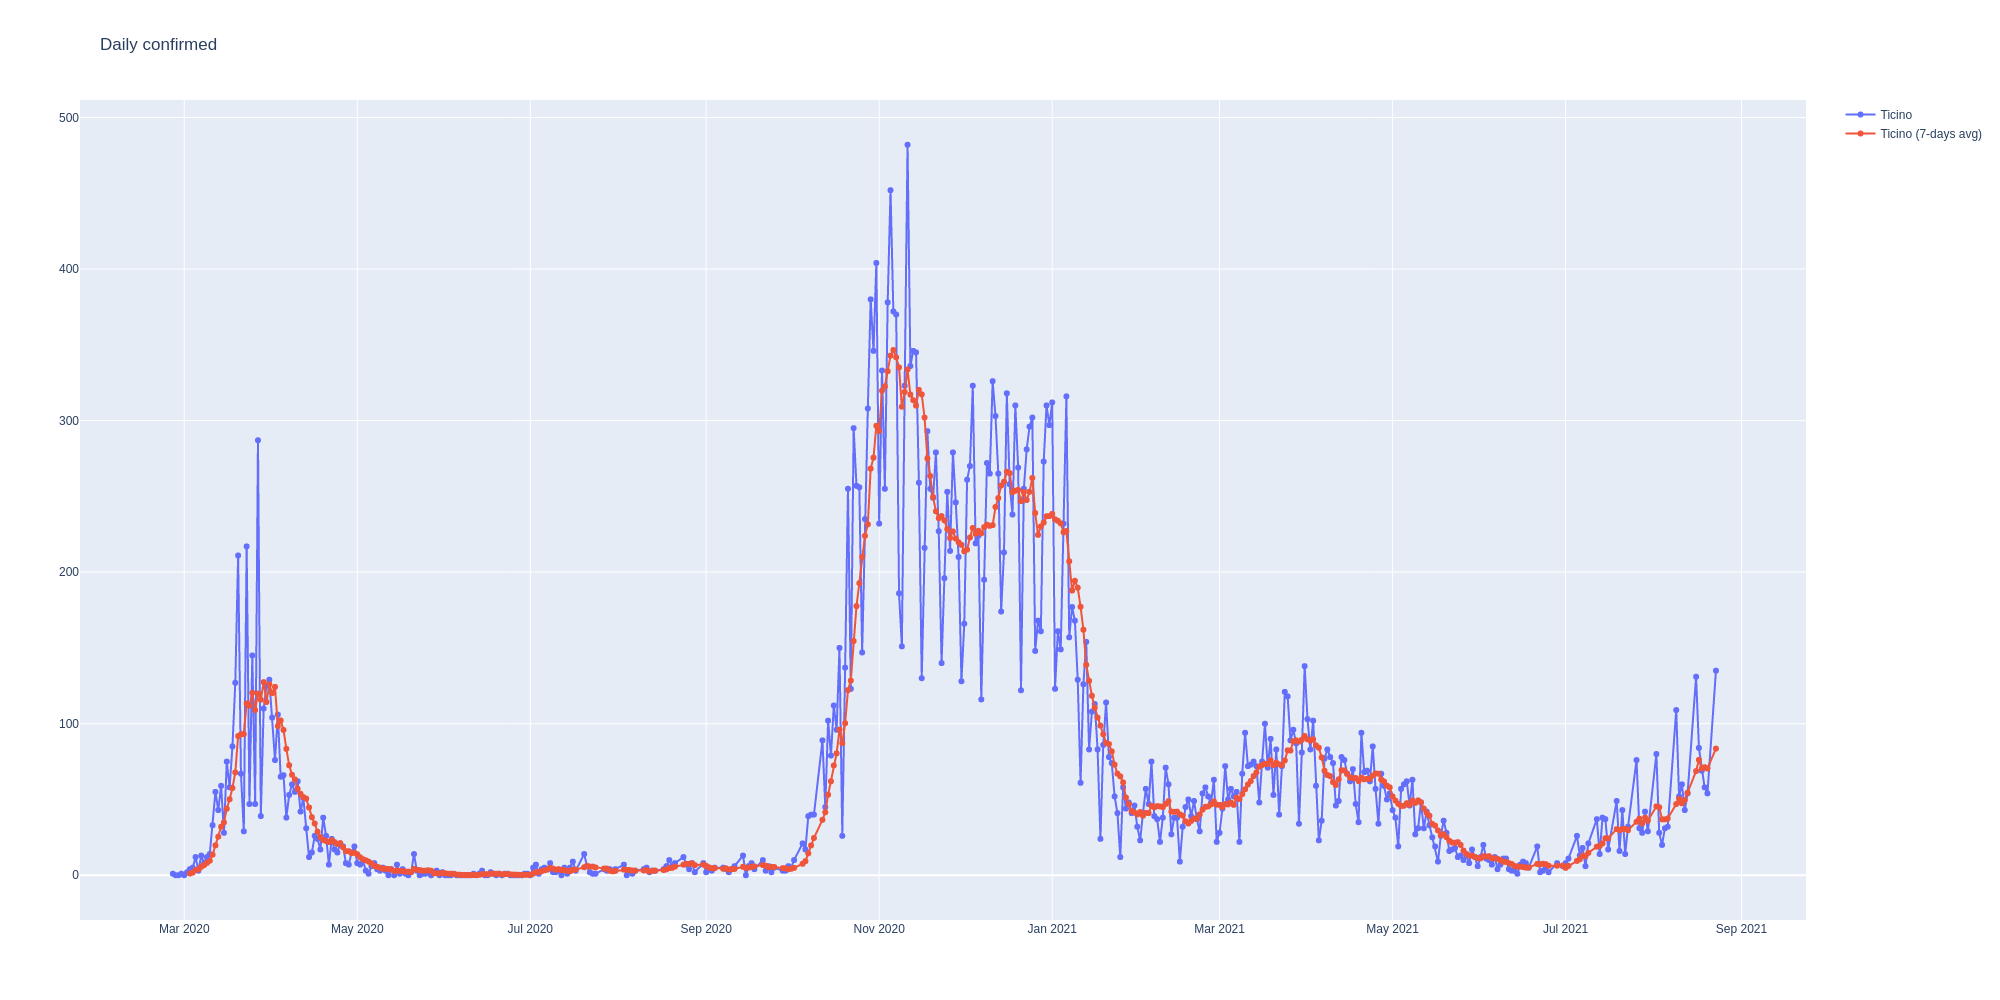 Daily confirmed
Ticino
Ticino (7-days avg)
500
400
300
200
100
0
Mar 2020
May 2020
Jul 2020
Sep 2020
Nov 2020
Jan 2021
Mar 2021
May 2021
Jul 2021
Sep 2021